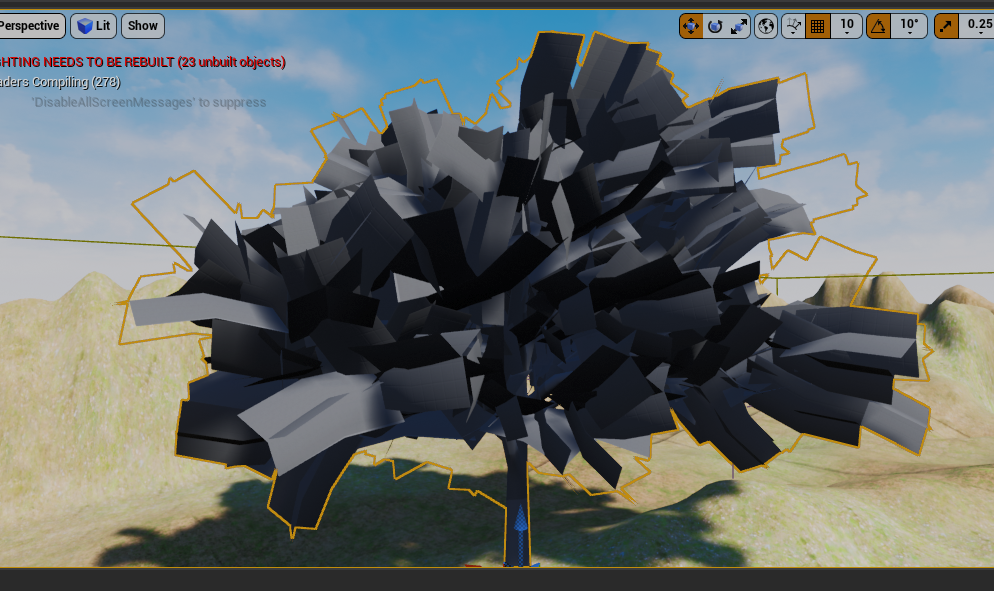 Perspective Lit Show 10 10° 0.25
HTING NEEDS TO BE REBUILT (23 unbuilt objects)
aders Compiling (278)
'DisableAllScreenMessages' to suppress